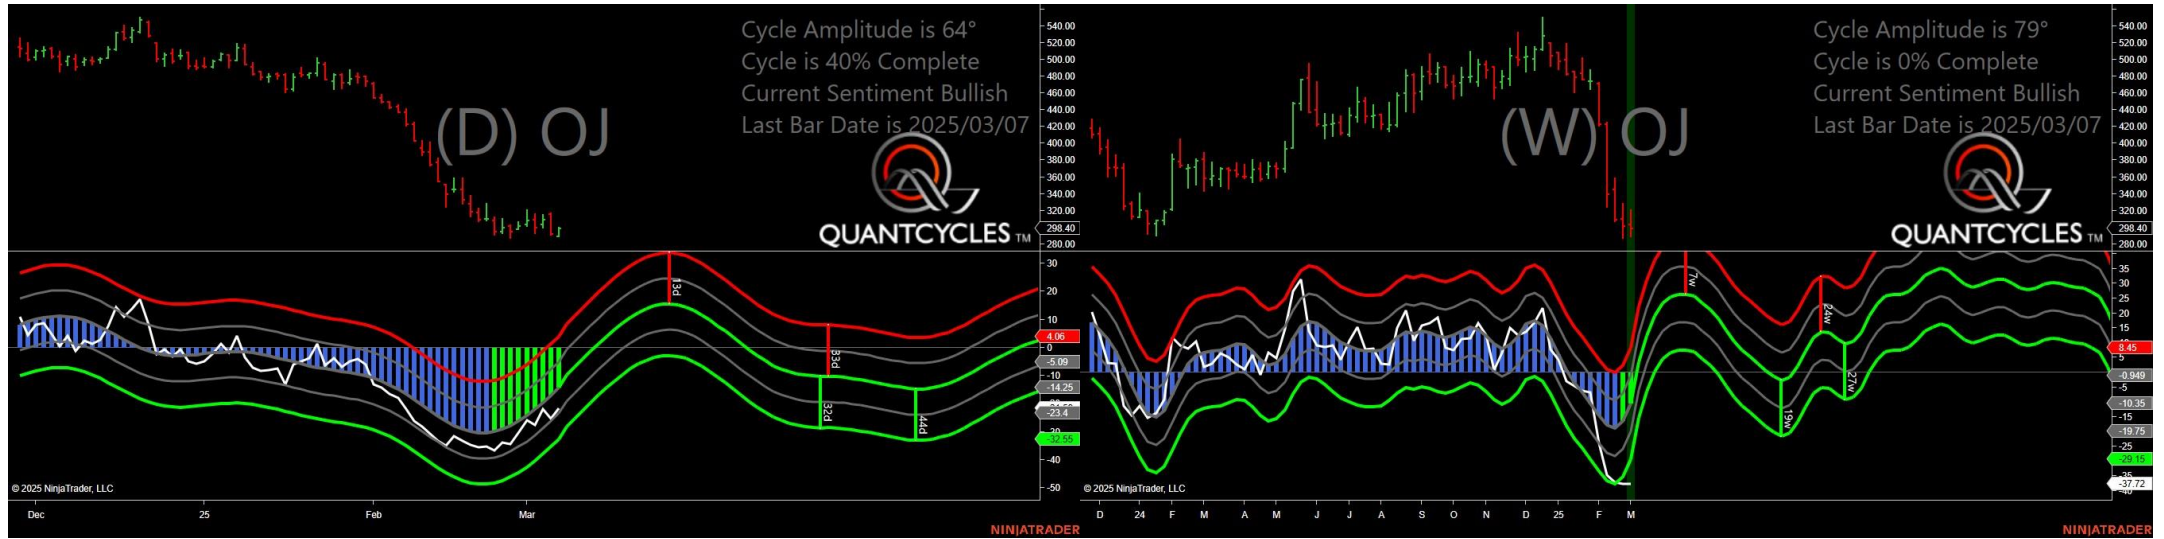 Cycle Amplitude is 64°
Cycle is 40% Complete
Current Sentiment Bullish
Last Bar Date is 2025/03/07
(D) OJ
QUANTCYCLES TM
540.00
520.00
500.00
480.00
460.00
440.00
420.00
400.00
380.00
360.00
340.00
320.00
298.40
280.00
13d
33d
32d
44d
30
20
10
4.06
0
-5.09
-10
-14.25
-23.4
-32.55
-40
-50
© 2025 NinjaTrader, LLC
Dec
25
Feb
Mar
NINJATRADER
Cycle Amplitude is 79°
Cycle is 0% Complete
Current Sentiment Bullish
Last Bar Date is 2025/03/07
(W) OJ
QUANTCYCLES TM
540.00
520.00
500.00
480.00
460.00
440.00
420.00
400.00
380.00
360.00
340.00
320.00
298.40
280.00
7w
24w
19w
27w
35
30
25
20
15
8.45
5
-0.949
-5
-10.35
-15
-19.75
-25
-29.15
-37.72
© 2025 NinjaTrader, LLC
D
24
F
M
A
M
J
J
A
S
O
N
D
25
F
M
NINJATRADER